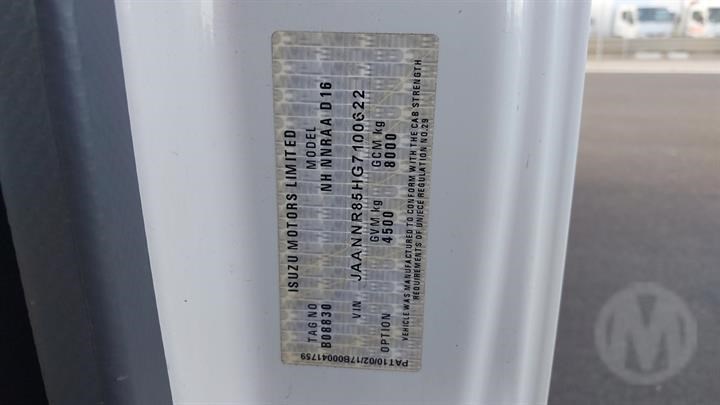 ISUZU MOTORS LIMITED
TAG NO MODEL
B08830 NH NNRAA D16
VIN JAANNR85HG7100622
GVM kg GCM kg
OPTION 4500 8000
VEHICLE WAS MANUFACTURED TO CONFORM WITH THE CAB STRENGTH
REQUIREMENTS OF UN/ECE REGULATION NO.29
PAT10/02/17B00041759
M